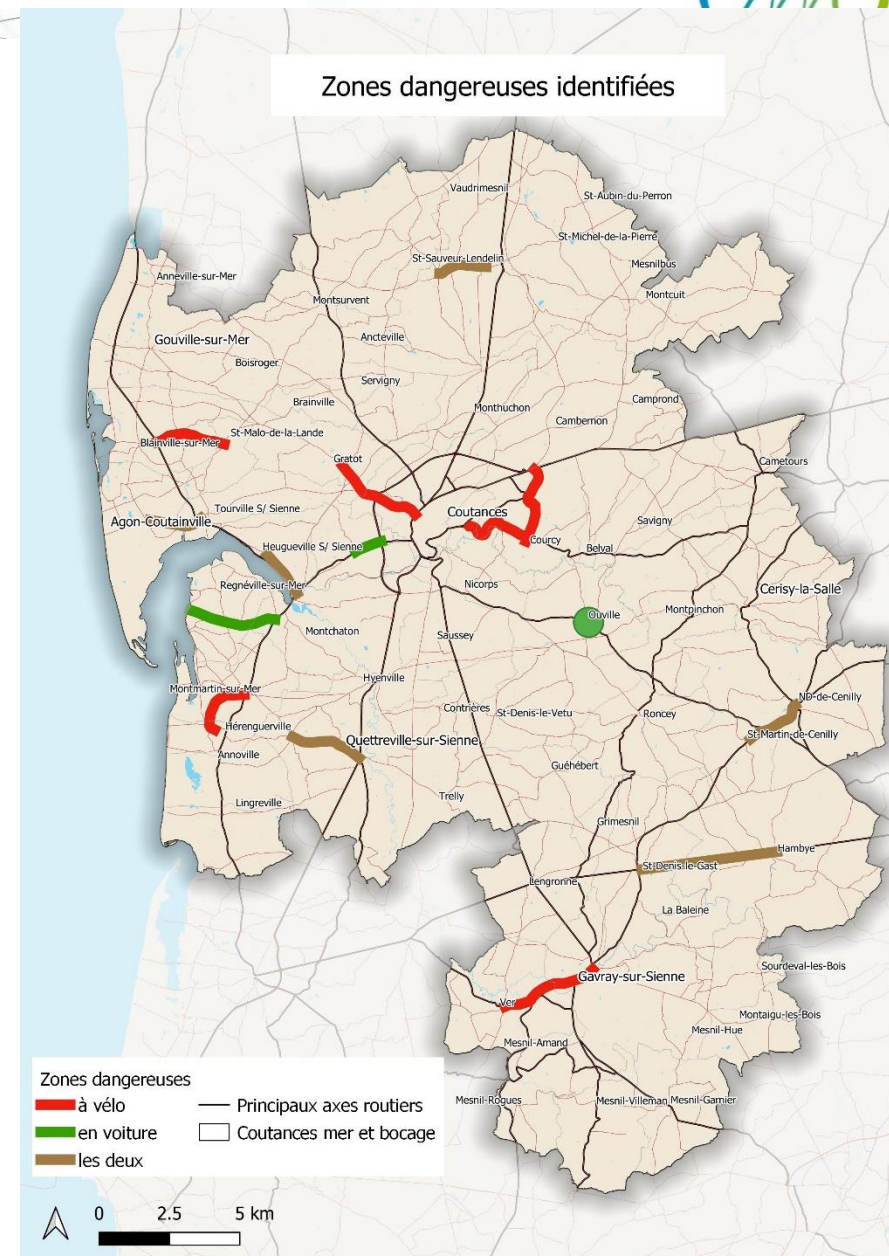 Zones dangereuses identifiées
Vaudrimesnil
St-Aubin-du-Perron
St-Michel-de-la-Pierre
St-Sauveur-Lendelin
Mesnilbus
Anneville-sur-Mer
Montcuit
Montsurvent
Gouville-sur-Mer
Ancteville
Boisroger
Servigny
Brainville
Camprond
Monthuchon
Cambernon
St-Malo-de-la-Lande
Blainville-sur-Mer
Gratot
Cametours
Tourville S/ Sienne
Coutances
Agon-Coutainville
Savigny
Courcy
Heugueville S/ Sienne
Belval
Regnéville-sur-Mer
Nicorps
Cerisy-la-Salle
Ouville
Montpinchon
Montchaton
Saussey
Hyenville
Montmartin-sur-Mer
ND-de-Cenilly
Contrières
St-Denis-le-Vetu
Roncey
Hérenguerville
Quettreville-sur-Sienne
St-Martin-de-Cenilly
Annoville
Guéhébert
Trelly
Lingreville
Grimesnil
Hambye
St-Denis-le-Gast
Lengronne
La Baleine
Sourdeval-les-Bois
Gavray-sur-Sienne
Ver
Montaigu-les-Bois
Mesnil-Hue
Mesnil-Amand
Mesnil-Rogues
Mesnil-Villeman
Mesnil-Garnier
Zones dangereuses
à vélo
Principaux axes routiers
en voiture
Coutances mer et bocage
les deux
0 2.5 5 km